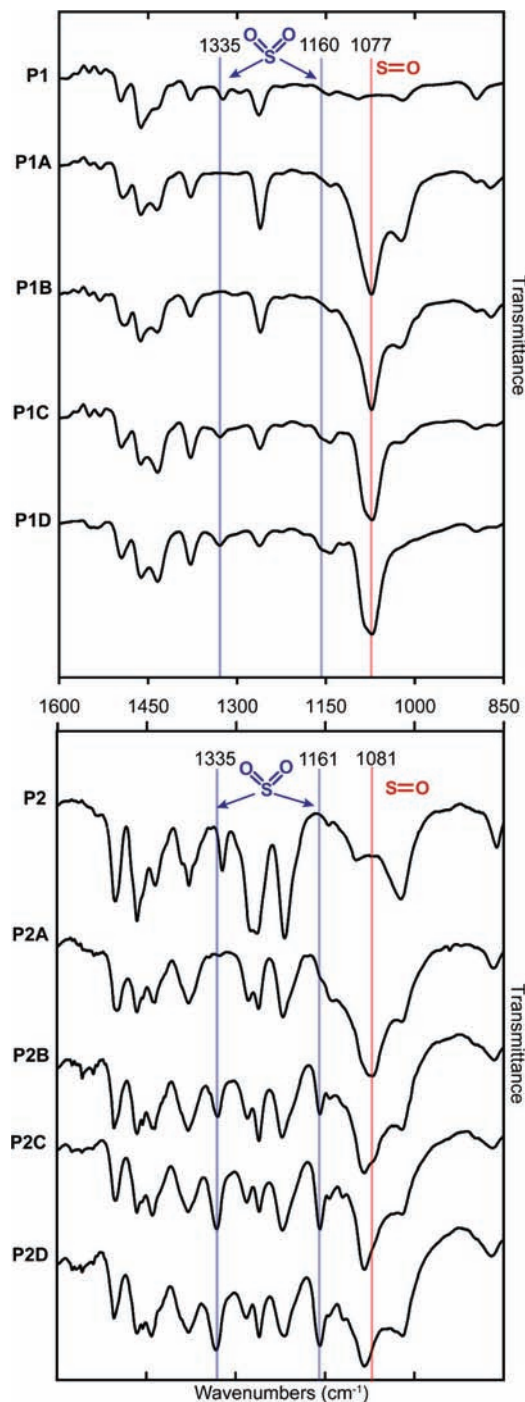 O O
1335 S 1160 1077
S=O
P1
P1A
P1B
P1C
P1D
Transmittance
1600 1450 1300 1150 1000 850
1335 O O 1161 1081
S
S=O
P2
P2A
P2B
P2C
P2D
Transmittance
Wavenumbers (cm⁻¹)